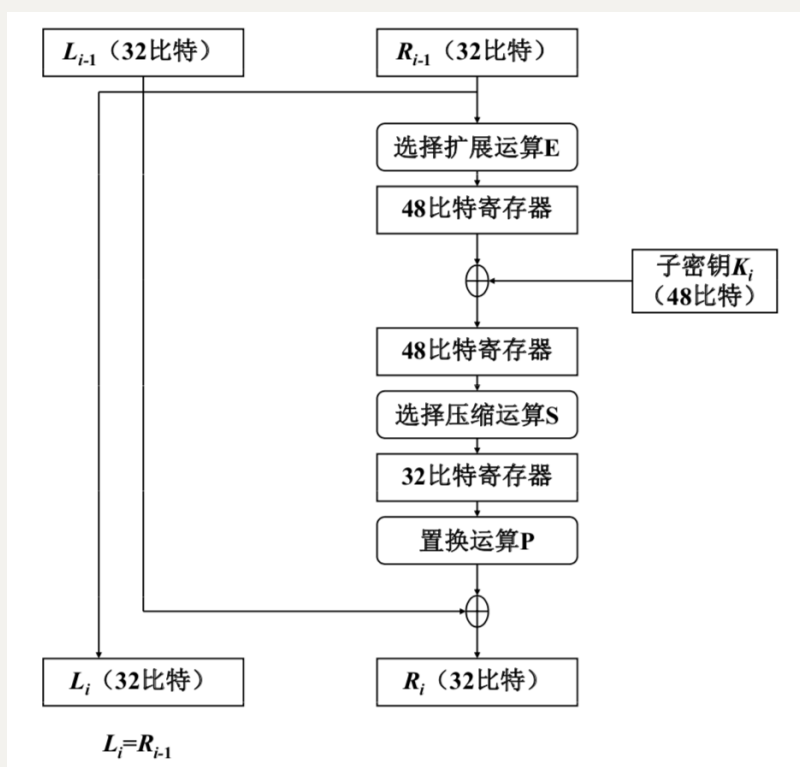 Li-1（32比特）
Ri-1（32比特）
选择扩展运算E
48比特寄存器
子密钥Ki
（48比特）
48比特寄存器
选择压缩运算S
32比特寄存器
置换运算P
Li（32比特）
Ri（32比特）
Li=Ri-1